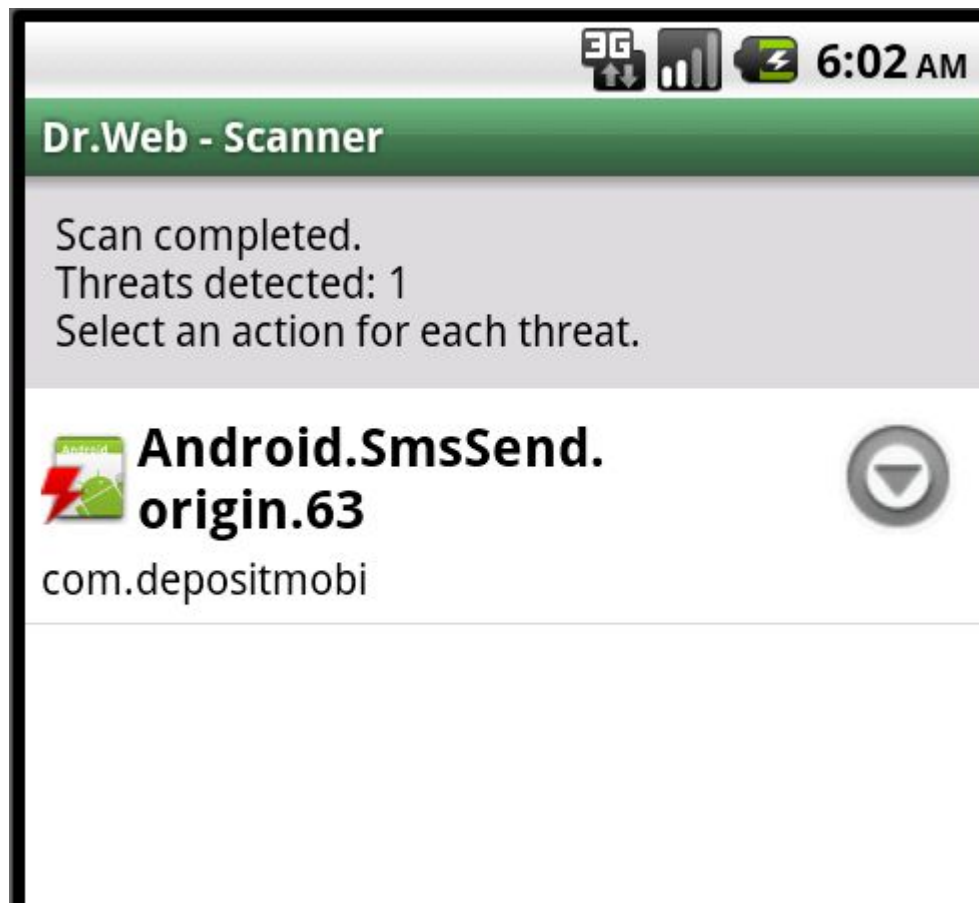 3G
6:02 AM
Dr.Web - Scanner
Scan completed.
Threats detected: 1
Select an action for each threat.
Android
Android.SmsSend.
origin.63
com.depositmobi